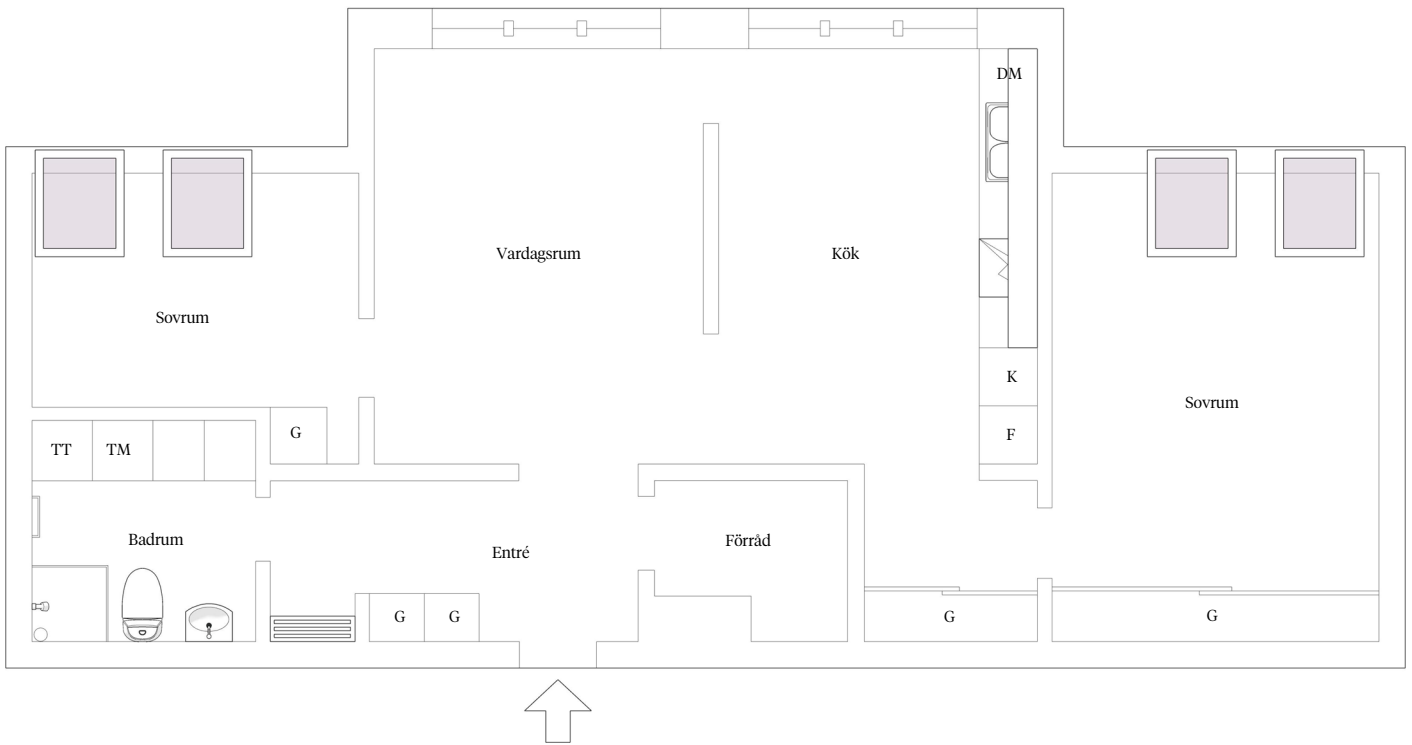 DM
Vardagsrum
Kök
Sovrum
K
Sovrum
G
F
TT
TM
Badrum
Förråd
Entré
G
G
G
G